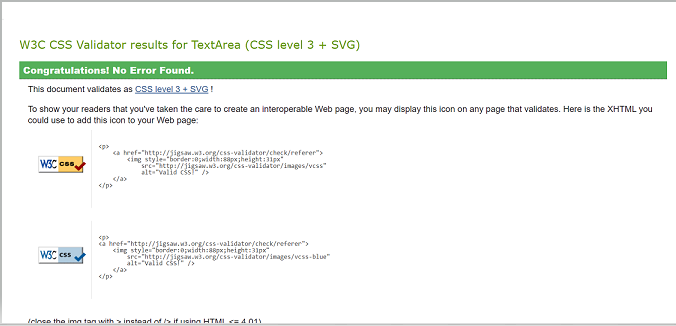 W3C CSS Validator results for TextArea (CSS level 3 + SVG)
Congratulations! No Error Found.
This document validates as CSS level 3 + SVG !
To show your readers that you've taken the care to create an interoperable Web page, you may display this icon on any page that validates. Here is the XHTML you
could use to add this icon to your Web page:
W3C css
<p>
<a href="http://jigsaw.w3.org/css-validator/check/referer">
<img style="border:0;width:88px;height:31px"
src="http://jigsaw.w3.org/css-validator/images/vcss"
alt="Valid CSS!" />
</a>
</p>
W3C css
<p>
<a href="http://jigsaw.w3.org/css-validator/check/referer">
<img style="border:0;width:88px;height:31px"
src="http://jigsaw.w3.org/css-validator/images/vcss-blue"
alt="Valid CSS!" />
</a>
</p>
(close the img tag with > instead of /> if using HTML <= 4.01)